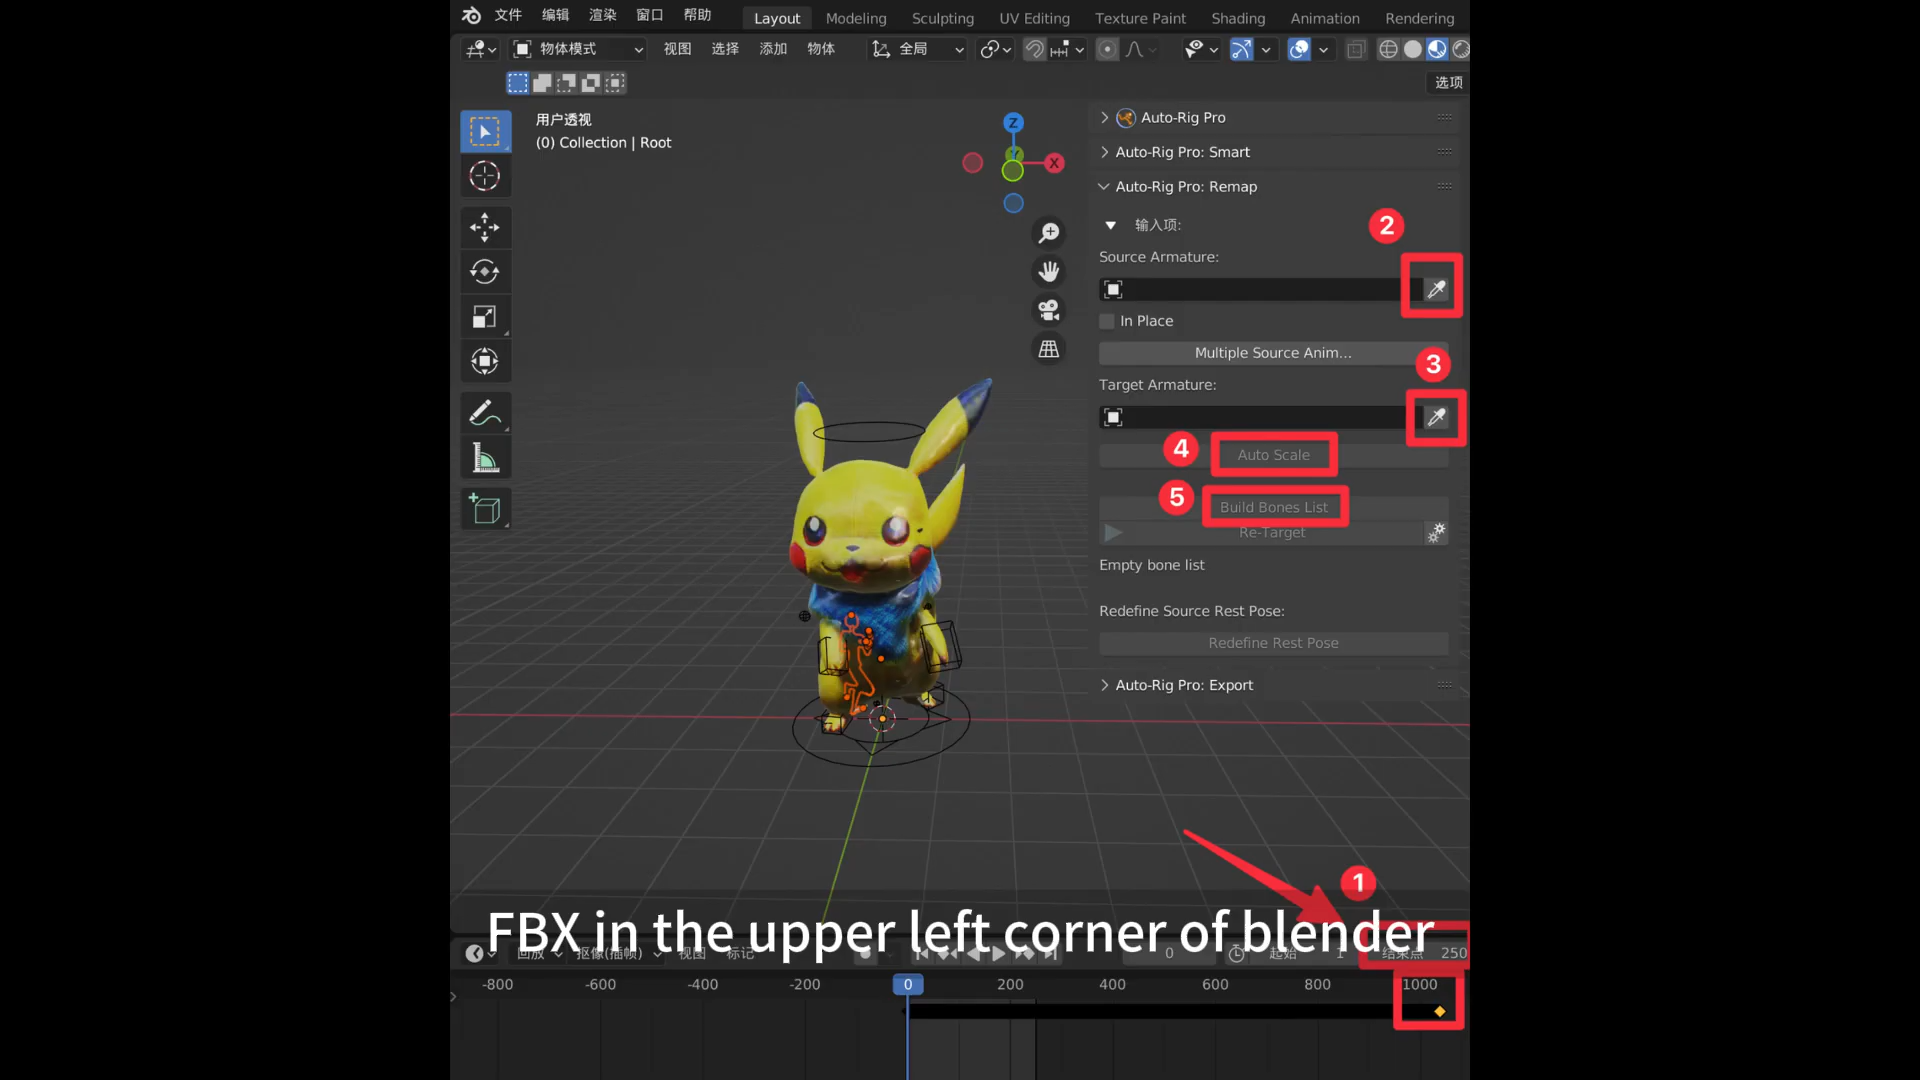 文件 编辑 渲染 窗口 帮助 Layout Modeling Sculpting UV Editing Texture Paint Shading Animation Rendering
物体模式 视图 选择 添加 物体 全局
选项
用户透视
(0) Collection | Root
Z
Y
X
Auto-Rig Pro
Auto-Rig Pro: Smart
Auto-Rig Pro: Remap
输入项:
2
Source Armature:
In Place
Multiple Source Anim...
3
Target Armature:
4
Auto Scale
5
Build Bones List
Re-Target
Empty bone list
Redefine Source Rest Pose:
Redefine Rest Pose
Auto-Rig Pro: Export
1
FBX in the upper left corner of blender
回放 抠像(插帧) 视图 标记 0 起始 1 结束点 250
-800 -600 -400 -200 0 200 400 600 800 1000